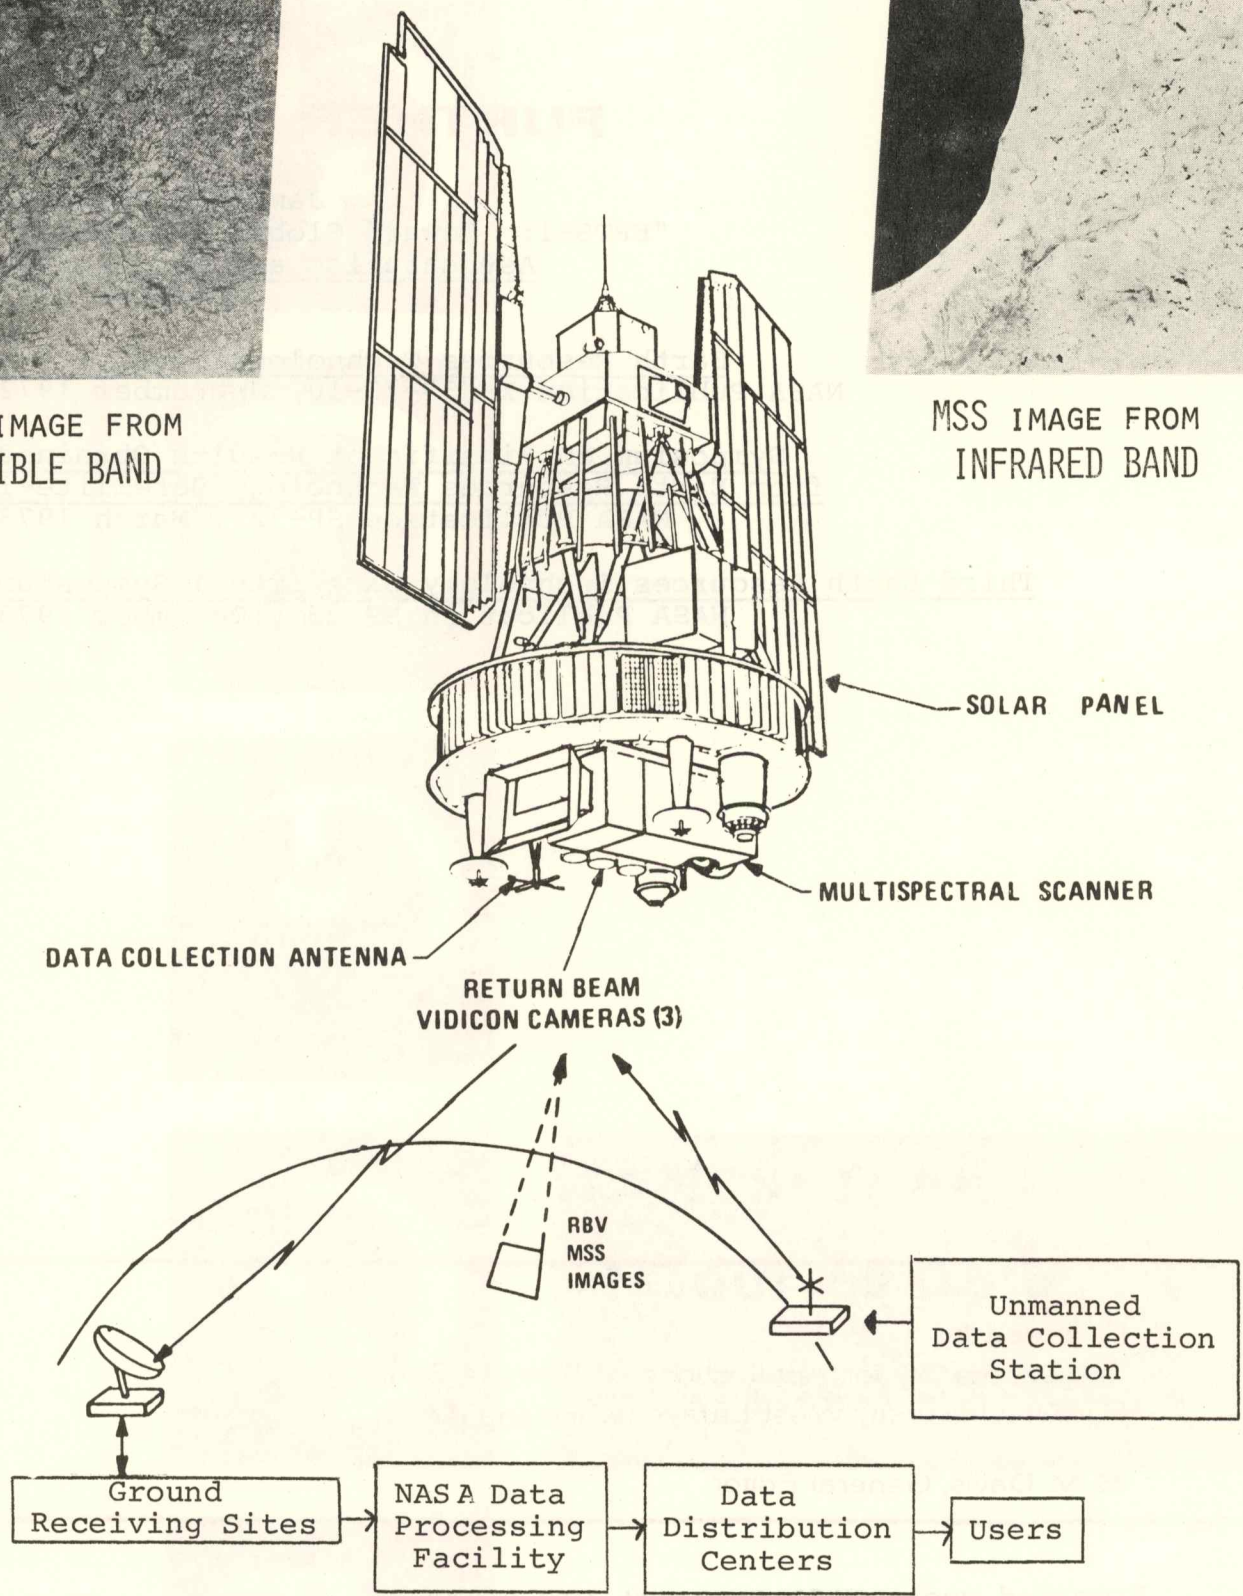 IMAGE FROM
IBLE BAND
MSS IMAGE FROM
INFRARED BAND
SOLAR PANEL
MULTISPECTRAL SCANNER
DATA COLLECTION ANTENNA
RETURN BEAM
VIDICON CAMERAS (3)
RBV
MSS
IMAGES
Unmanned
Data Collection
Station
Ground
Receiving Sites
NASA Data
Processing
Facility
Data
Distribution
Centers
Users